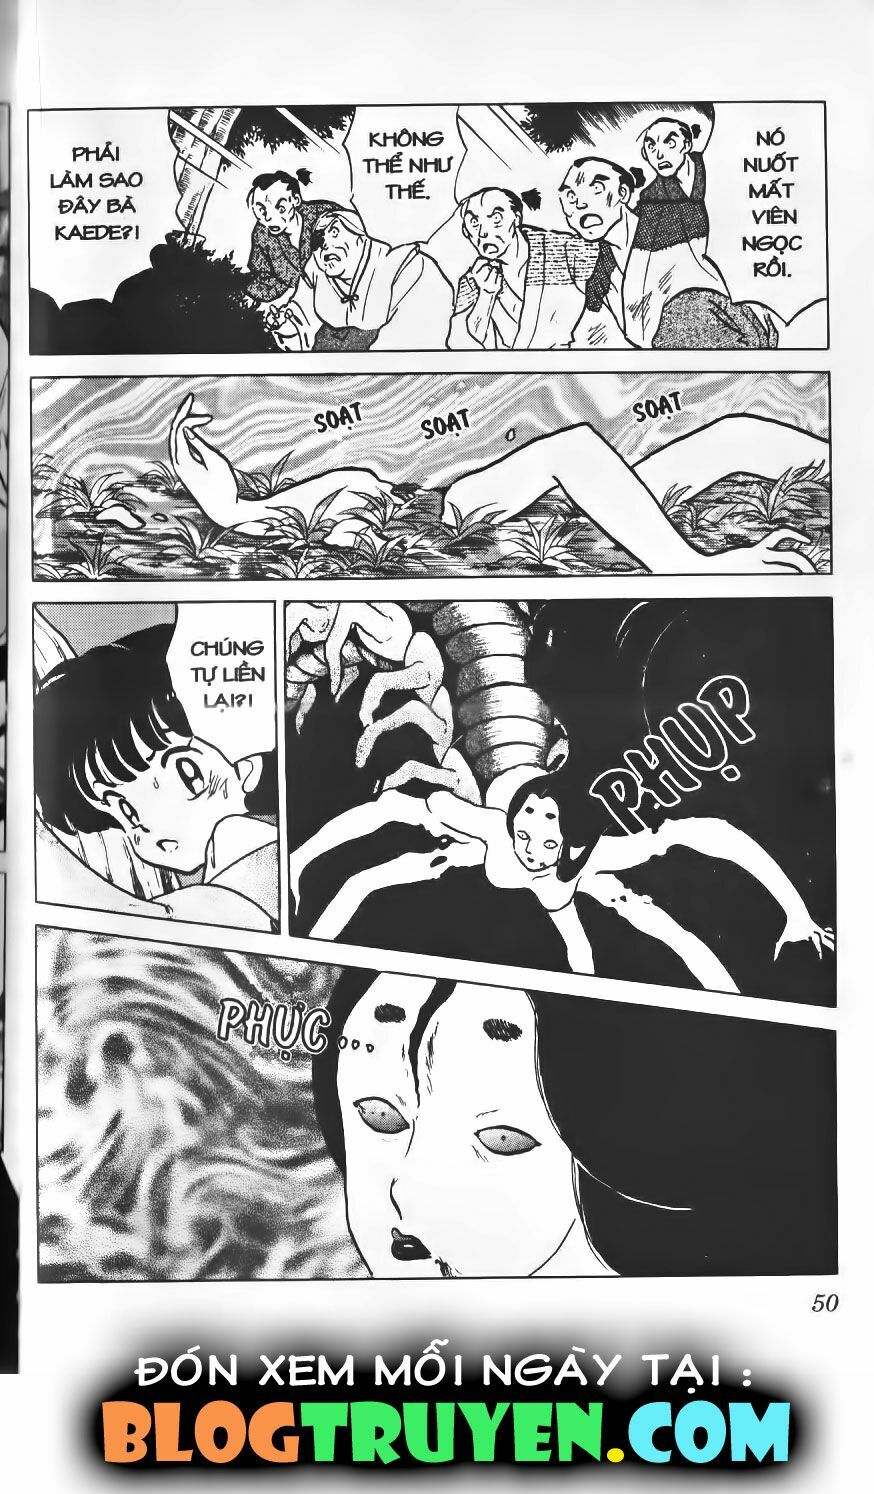 NÓ
NUỐT
MẤT
VIÊN
NGỌC
RỒI.
KHÔNG
THỂ NHƯ
THẾ.
PHẢI
LÀM SAO
ĐÂY BÀ
KAEDE?!
SOẠT
SOẠT
SOẠT
PHỤP
CHÚNG
TỰ LIỀN
LẠI?!
PHỰC...
50
ĐÓN XEM MỖI NGÀY TẠI :
BLOGTRUYEN.COM